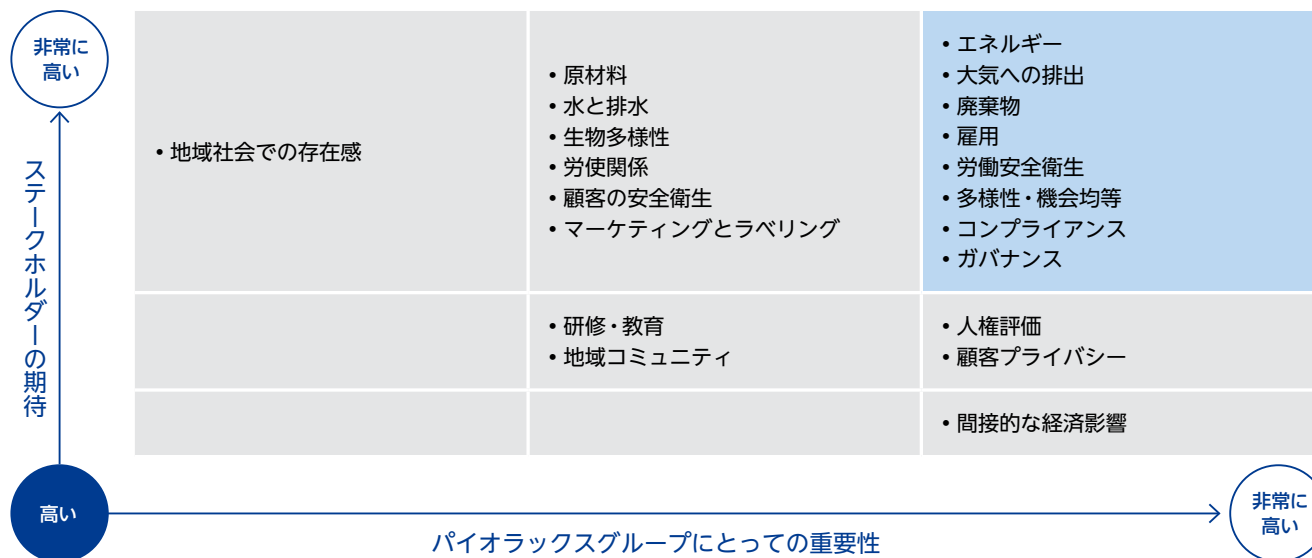 非常に
高い
ステークホルダーの期待
• 地域社会での存在感
• 原材料
• 水と排水
• 生物多様性
• 労使関係
• 顧客の安全衛生
• マーケティングとラベリング
• エネルギー
• 大気への排出
• 廃棄物
• 雇用
• 労働安全衛生
• 多様性・機会均等
• コンプライアンス
• ガバナンス
• 研修・教育
• 地域コミュニティ
• 人権評価
• 顧客プライバシー
• 間接的な経済影響
高い
パイオラックスグループにとっての重要性
非常に
高い